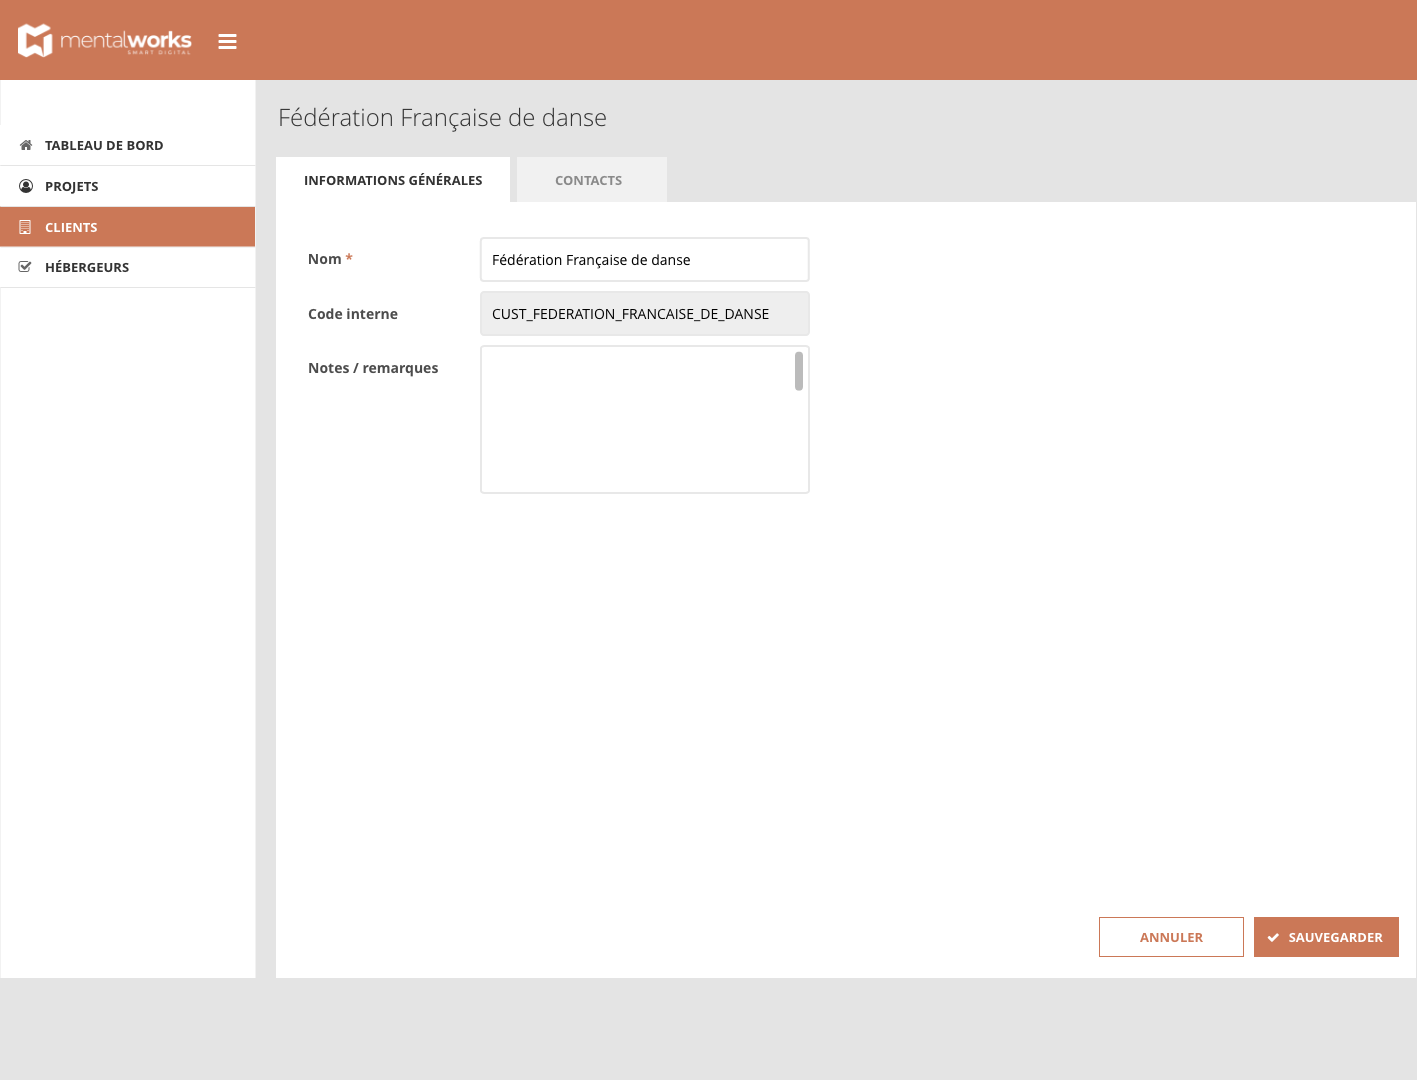 mentalworks
SMART DIGITAL
TABLEAU DE BORD
PROJETS
CLIENTS
HÉBERGEURS
Fédération Française de danse
INFORMATIONS GÉNÉRALES
CONTACTS
Nom *
Fédération Française de danse
Code interne
CUST_FEDERATION_FRANCAISE_DE_DANSE
Notes / remarques
ANNULER
SAUVEGARDER